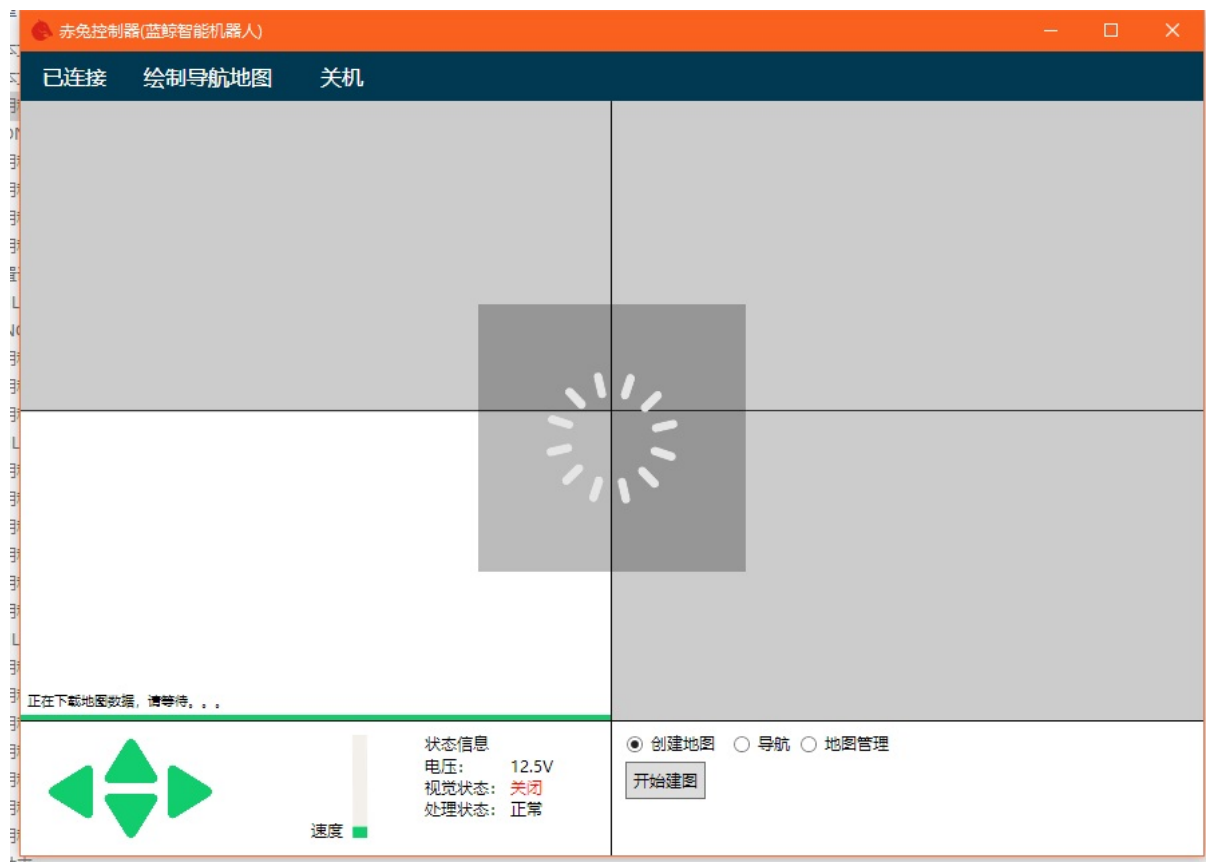 赤兔控制器(蓝鲸智能机器人)
已连接 绘制导航地图 关机
正在下载地图数据，请等待。。。
速度
状态信息
电压： 12.5V
视觉状态： 关闭
处理状态： 正常
创建地图 导航 地图管理
开始建图